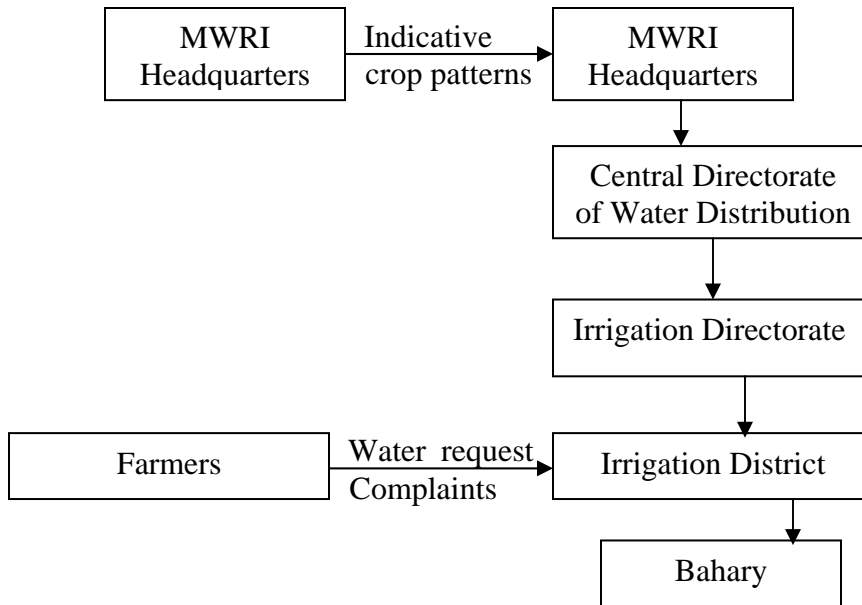 MWRI
Headquarters
Indicative
crop patterns
MWRI
Headquarters
Central Directorate
of Water Distribution
Irrigation Directorate
Farmers
Water request
Complaints
Irrigation District
Bahary